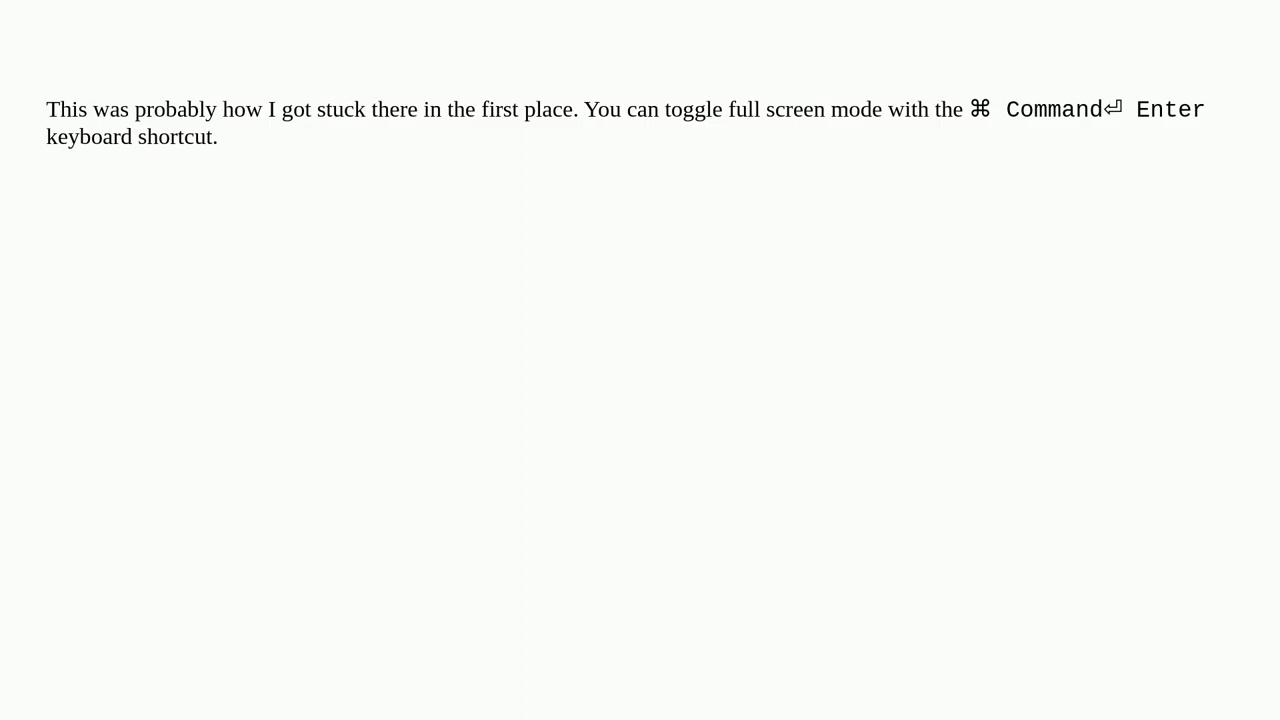 This was probably how I got stuck there in the first place. You can toggle full screen mode with the ⌘ Command⏎ Enter
keyboard shortcut.